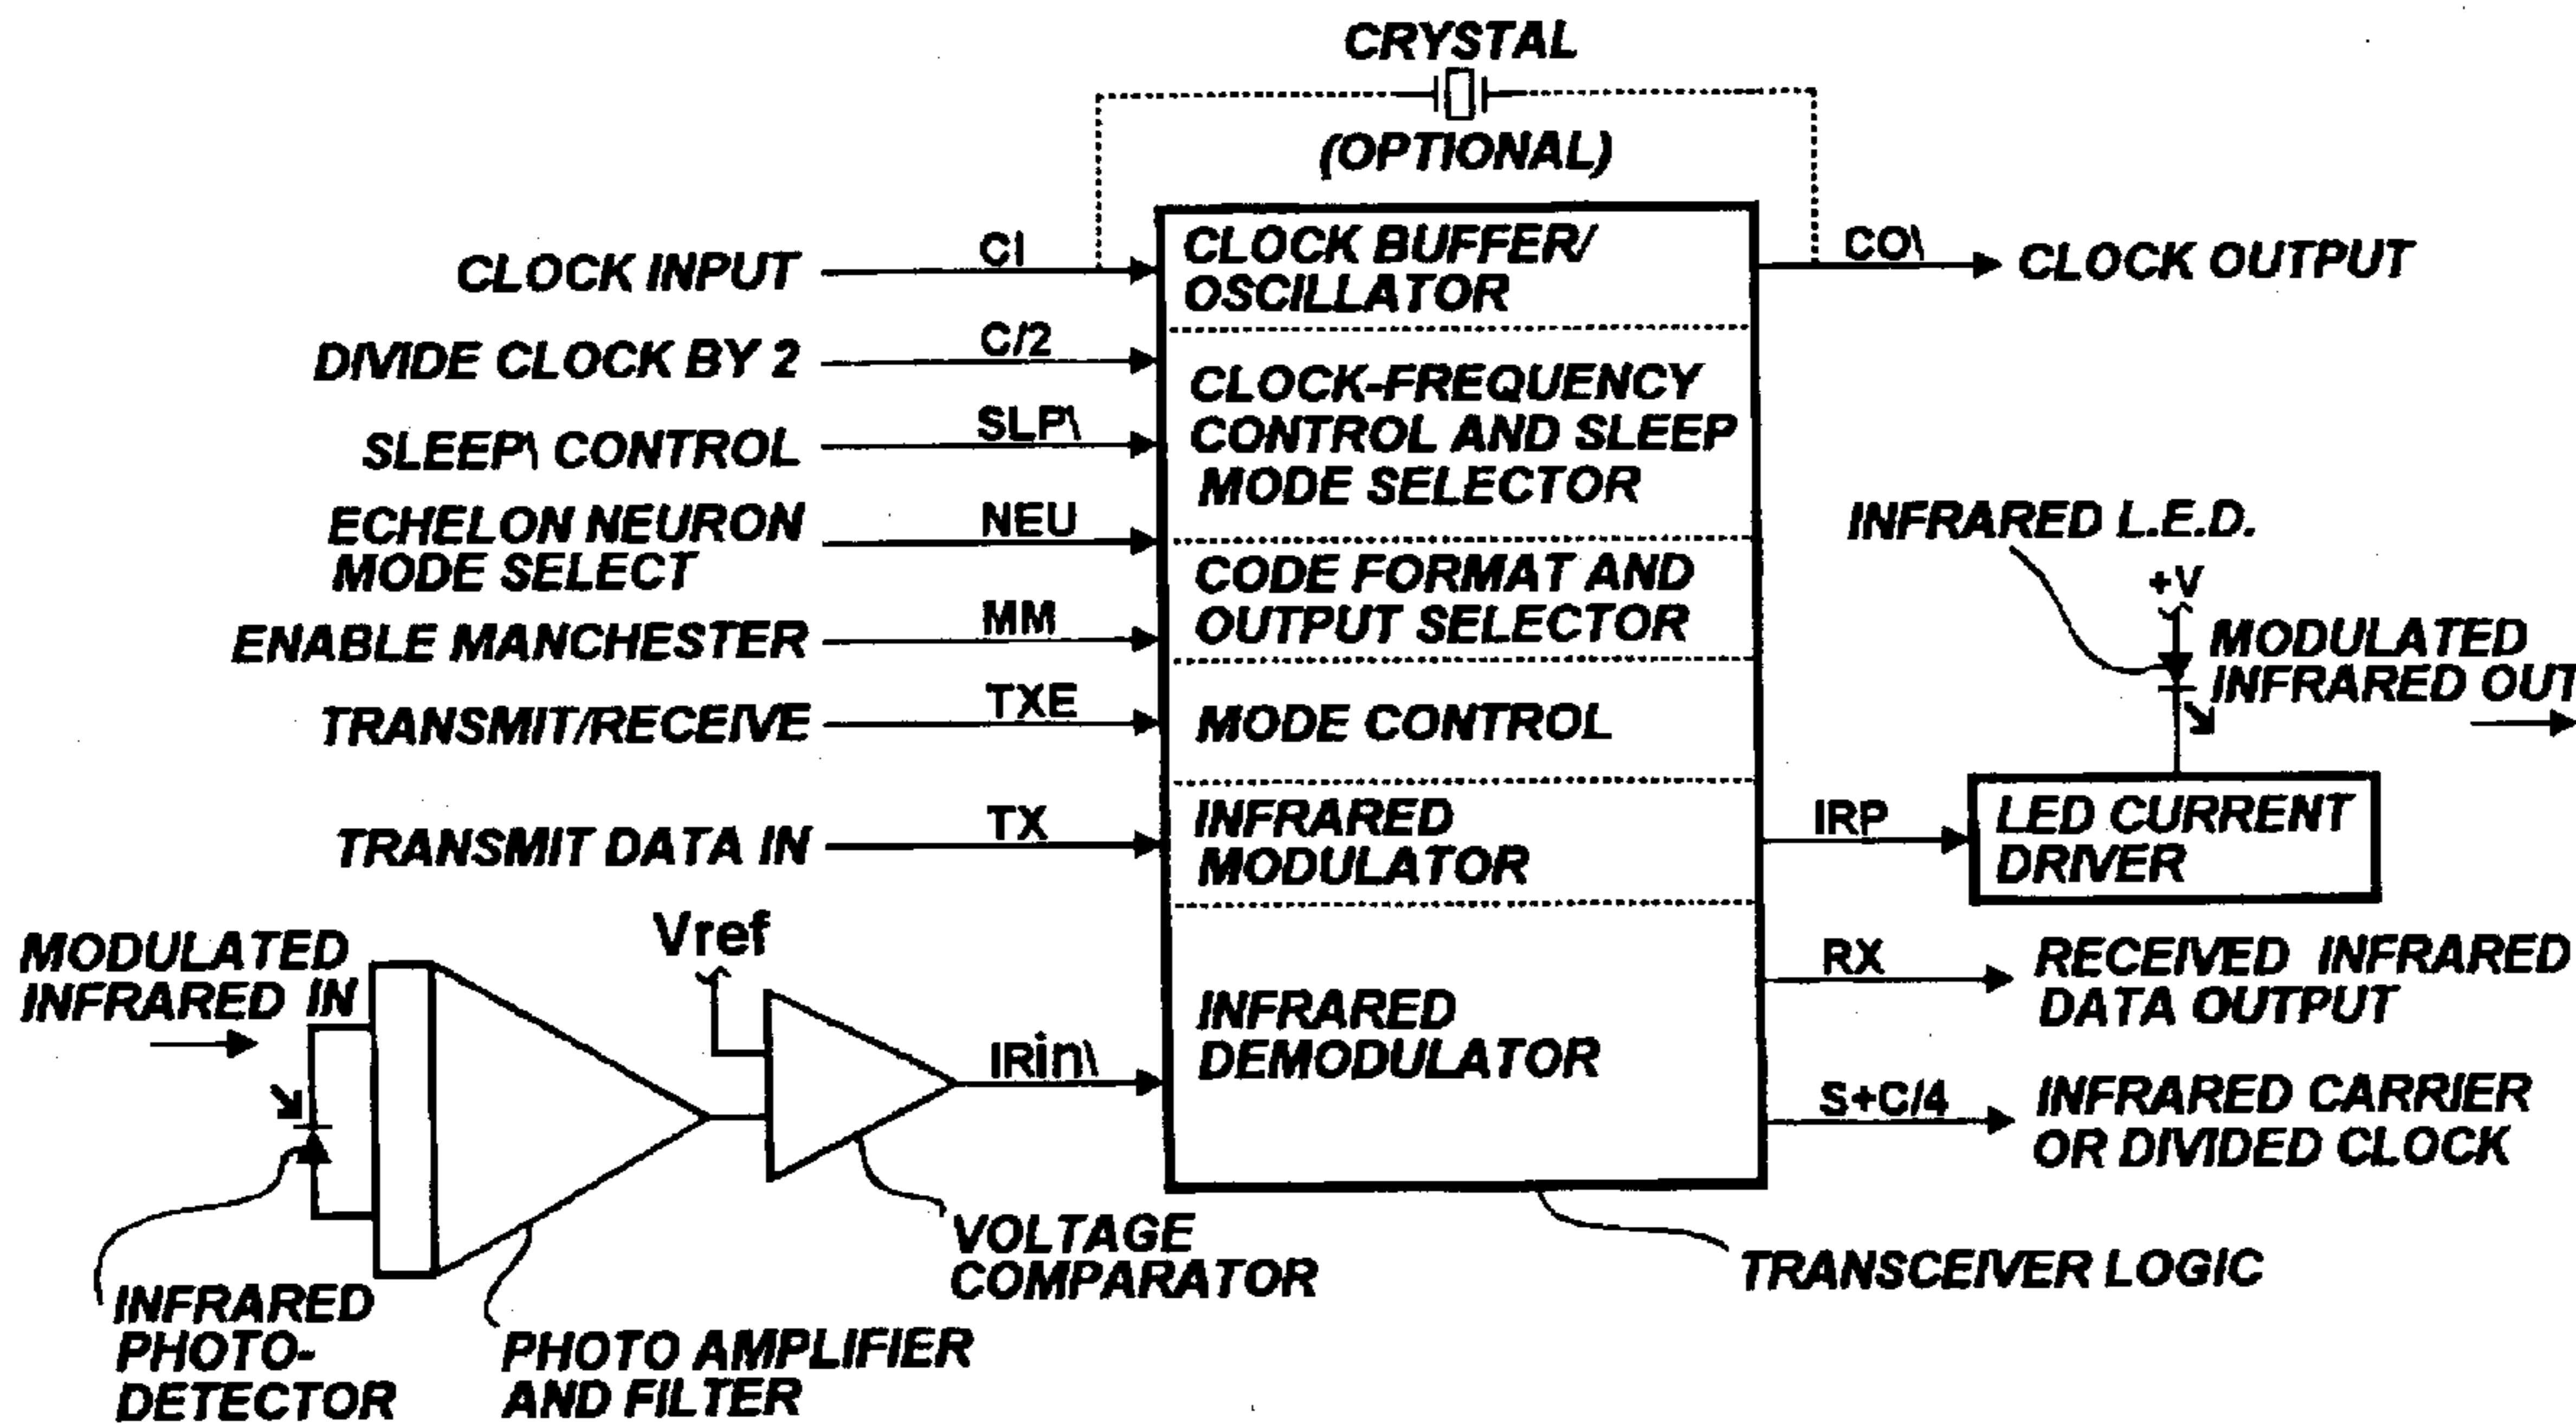 CRYSTAL
(OPTIONAL)
CLOCK INPUT
CI
CLOCK BUFFER/
OSCILLATOR
CO\
CLOCK OUTPUT
DIVIDE CLOCK BY 2
C/2
SLEEP\ CONTROL
SLP\
CLOCK-FREQUENCY
CONTROL AND SLEEP
MODE SELECTOR
ECHELON NEURON
MODE SELECT
NEU
ENABLE MANCHESTER
MM
CODE FORMAT AND
OUTPUT SELECTOR
INFRARED L.E.D.
+V
MODULATED
INFRARED OUT
TRANSMIT/RECEIVE
TXE
MODE CONTROL
TRANSMIT DATA IN
TX
INFRARED
MODULATOR
IRP
LED CURRENT
DRIVER
MODULATED
INFRARED IN
Vref
IRin\
INFRARED
DEMODULATOR
RX
RECEIVED INFRARED
DATA OUTPUT
S+C/4
INFRARED CARRIER
OR DIVIDED CLOCK
INFRARED
PHOTO-
DETECTOR
PHOTO AMPLIFIER
AND FILTER
VOLTAGE
COMPARATOR
TRANSCEIVER LOGIC